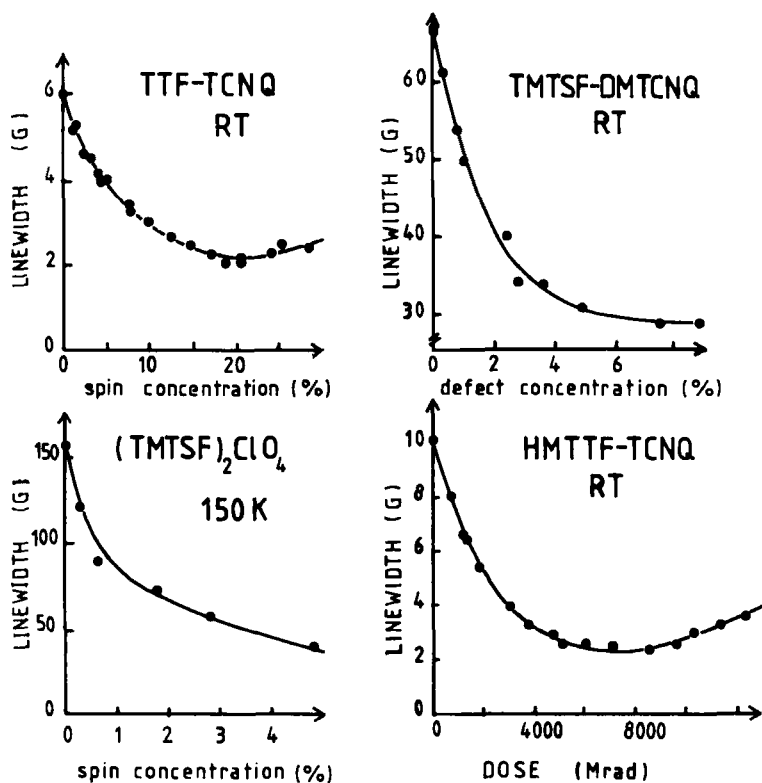 TTF-TCNQ
RT
LINEWIDTH (G)
6
4
2
0
0 10 20
spin concentration (%)
TMTSF-DMTCNQ
RT
LINEWIDTH (G)
60
50
40
30
0 2 4 6
defect concentration (%)
(TMTSF)₂ClO₄
150K
LINEWIDTH (G)
150
100
50
0
0 1 2 3 4
spin concentration (%)
HMTTF-TCNQ
RT
LINEWIDTH (G)
10
8
6
4
2
0
0 4000 8000
DOSE (Mrad)